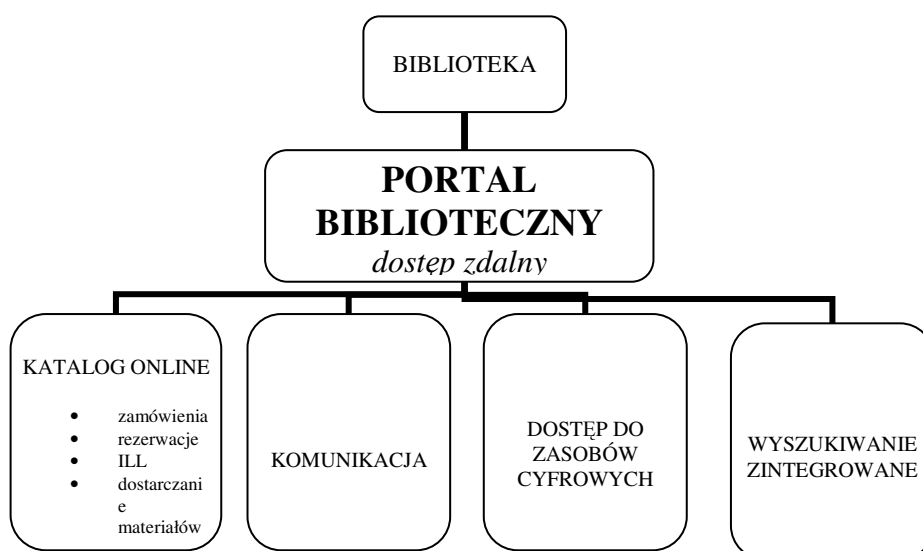 BIBLIOTEKA
PORTAL
BIBLIOTECZNY
dostęp zdalny
KATALOG ONLINE
• zamówienia
• rezerwacje
• ILL
• dostarczani
e
materiałów
KOMUNIKACJA
DOSTĘP DO
ZASOBÓW
CYFROWYCH
WYSZUKIWANIE
ZINTEGROWANE